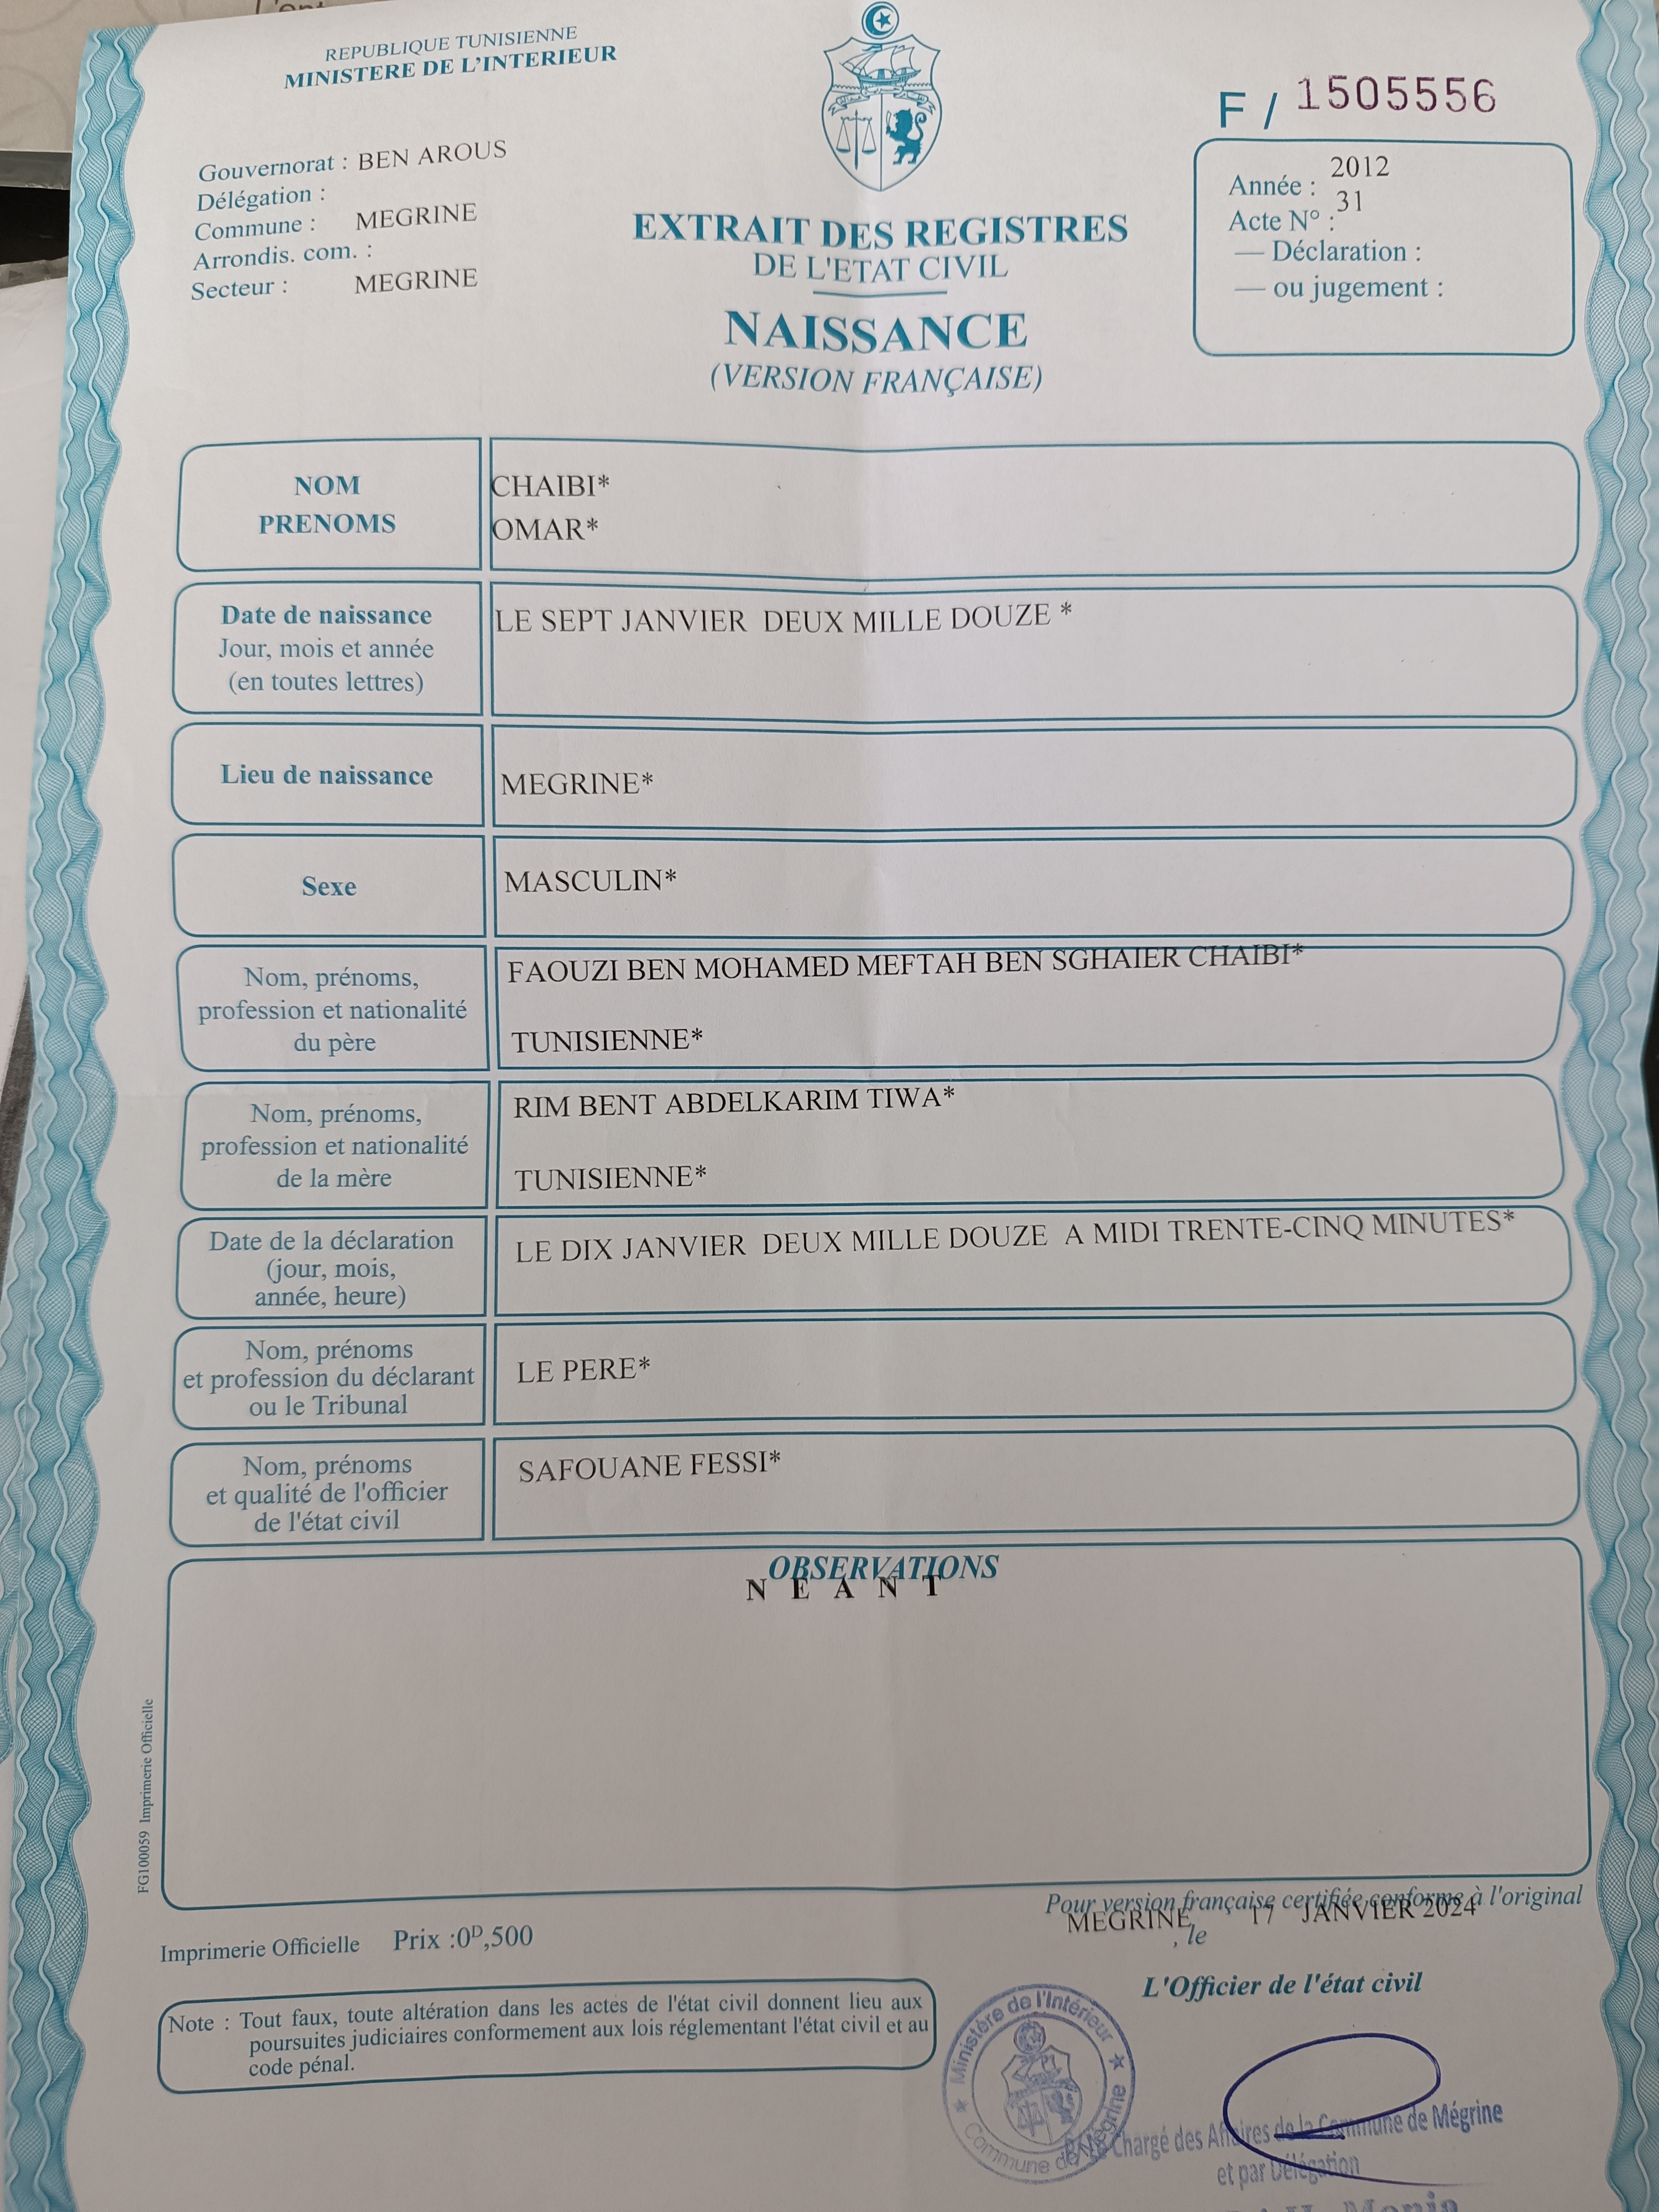 REPUBLIQUE TUNISIENNE
MINISTERE DE L'INTERIEUR
F / 1505556
Gouvernorat : BEN AROUS
Délégation :
Commune : MEGRINE
Arrondis. com. :
Secteur : MEGRINE
EXTRAIT DES REGISTRES
DE L'ETAT CIVIL
NAISSANCE
(VERSION FRANÇAISE)
Année : 2012
Acte N° : 31
— Déclaration :
— ou jugement :
NOM
PRENOMS
CHAIBI*
OMAR*
Date de naissance
Jour, mois et année
(en toutes lettres)
LE SEPT JANVIER DEUX MILLE DOUZE *
Lieu de naissance
MEGRINE*
Sexe
MASCULIN*
Nom, prénoms,
profession et nationalité
du père
FAOUZI BEN MOHAMED MEFTAH BEN SGHAIER CHAIBI*
TUNISIENNE*
Nom, prénoms,
profession et nationalité
de la mère
RIM BENT ABDELKARIM TIWA*
TUNISIENNE*
Date de la déclaration
(jour, mois,
année, heure)
LE DIX JANVIER DEUX MILLE DOUZE A MIDI TRENTE-CINQ MINUTES*
Nom, prénoms
et profession du déclarant
ou le Tribunal
LE PERE*
Nom, prénoms
et qualité de l'officier
de l'état civil
SAFOUANE FESSI*
OBSERVATIONS
N E A N T
FG100059 Imprimerie Officielle
Pour version française certifiée conforme à l'original
MEGRINE , le 17 JANVIER 2024
Imprimerie Officielle Prix :0D,500
L'Officier de l'état civil
Note : Tout faux, toute altération dans les actes de l'état civil donnent lieu aux
poursuites judiciaires conformement aux lois réglementant l'état civil et au
code pénal.
Ministère de l'Intérieur
Commune de Mégrine
Chargé des Affaires de la Commune de Mégrine
et par Délégation